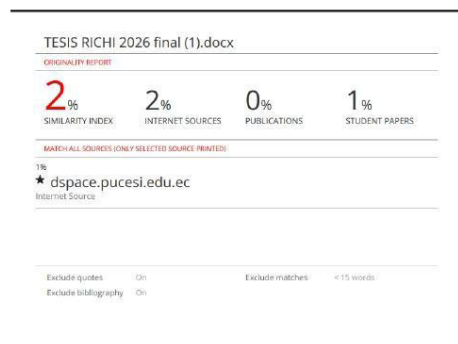 TESIS RICHI 2026 final (1).docx
ORIGINALITY REPORT
2% 2% 0% 1%
SIMILARITY INDEX INTERNET SOURCES PUBLICATIONS STUDENT PAPERS
MATCH ALL SOURCES (ONLY SELECTED SOURCE PRINTED)
1%
★ dspace.pucesi.edu.ec
Internet Source
Exclude quotes On Exclude matches < 15 words
Exclude bibliography On